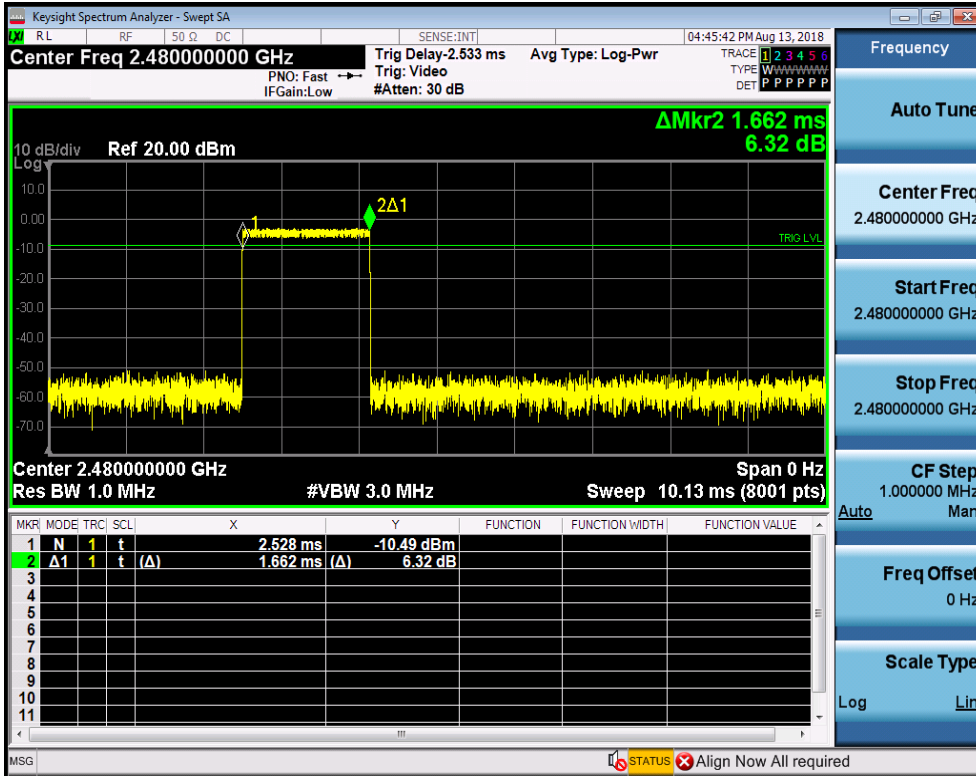 Keysight Spectrum Analyzer - Swept SA
LXI RL RF 50 Ω DC SENSE:INT 04:45:42 PM Aug 13, 2018
Center Freq 2.480000000 GHz
PNO: Fast
IFGain:Low
Trig Delay-2.533 ms
Trig: Video
#Atten: 30 dB
Avg Type: Log-Pwr
TRACE 1 2 3 4 5 6
TYPE WWWWWW
DET P P P P P P
ΔMkr2 1.662 ms
6.32 dB
10 dB/div
Log
Ref 20.00 dBm
10.0
0.00
-10.0
-20.0
-30.0
-40.0
-50.0
-60.0
-70.0
1
2Δ1
TRIG LVL
Center 2.480000000 GHz Span 0 Hz
Res BW 1.0 MHz #VBW 3.0 MHz Sweep 10.13 ms (8001 pts)
MKR MODE TRC SCL X Y FUNCTION FUNCTION WIDTH FUNCTION VALUE
1 N 1 t 2.528 ms -10.49 dBm
2 Δ1 1 t (Δ) 1.662 ms (Δ) 6.32 dB
3
4
5
6
7
8
9
10
11
MSG STATUS Align Now All required
Frequency
Auto Tune
Center Freq
2.480000000 GHz
Start Freq
2.480000000 GHz
Stop Freq
2.480000000 GHz
CF Step
1.000000 MHz
Auto Man
Freq Offset
0 Hz
Scale Type
Log Lin